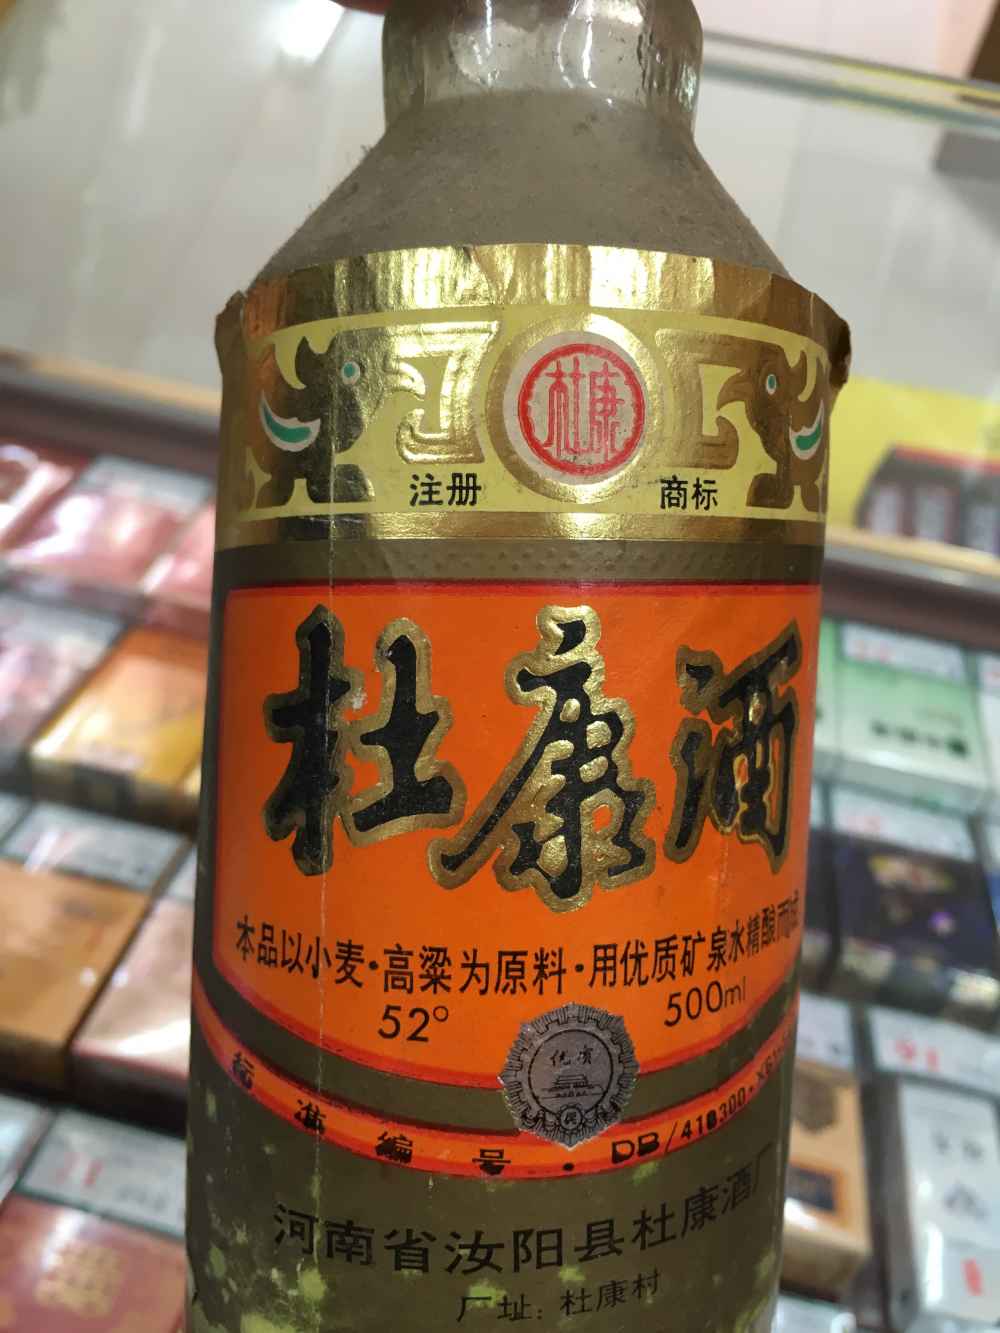 杜康
注册 商标
杜康酒
本品以小麦·高粱为原料·用优质矿泉水精酿而成
52° 500ml
优质
标准编号·DB/410300·X6
河南省汝阳县杜康酒厂
厂址：杜康村